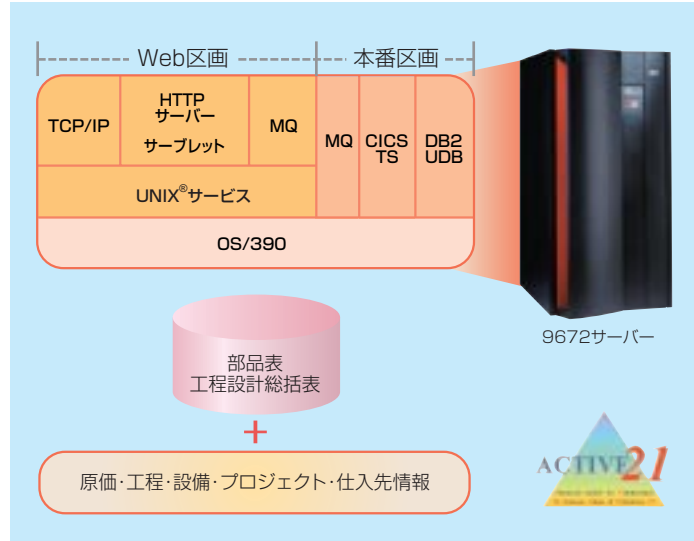 Web区画
本番区画
TCP/IP
HTTP
サーバー
サーブレット
MQ
MQ
CICS
TS
DB2
UDB
UNIX®サービス
OS/390
9672サーバー
部品表
工程設計総括表
+
原価·工程·設備·プロジェクト·仕入先情報
ACTIVE21